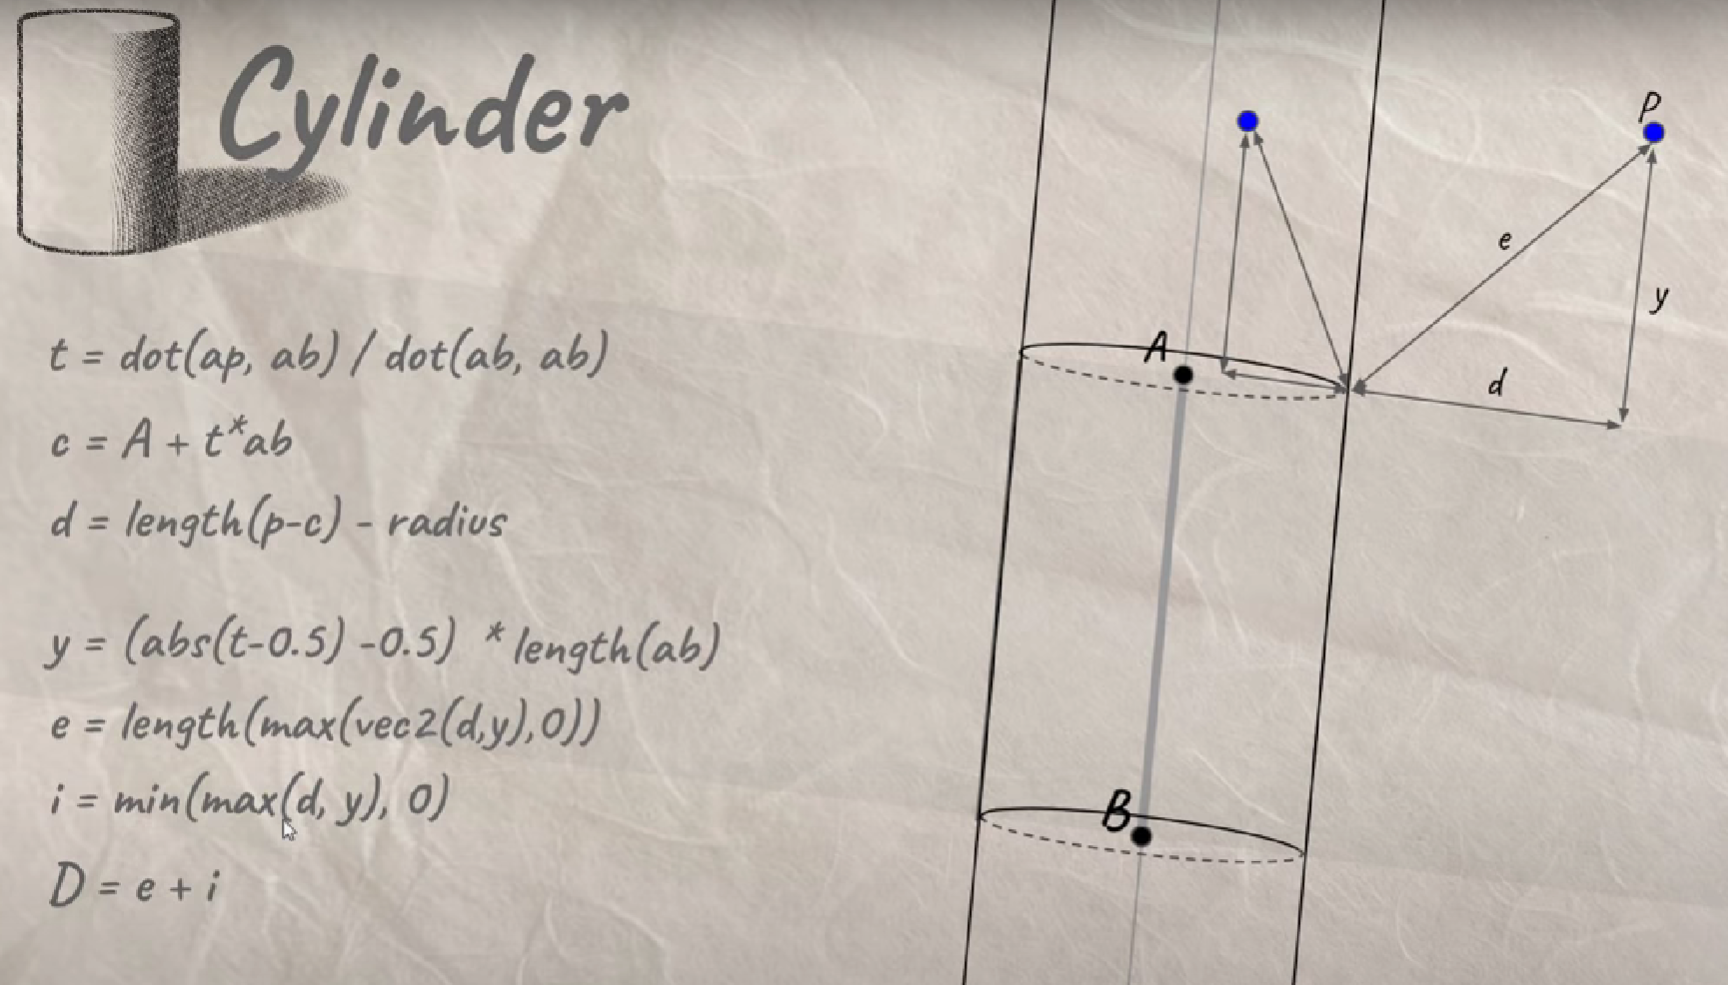 Cylinder
t = dot(ap, ab) / dot(ab, ab)
c = A + t*ab
d = length(p-c) - radius
y = (abs(t-0.5) -0.5) * length(ab)
e = length(max(vec2(d,y),0))
i = min(max(d, y), 0)
D = e + i
P
e
y
A
d
B